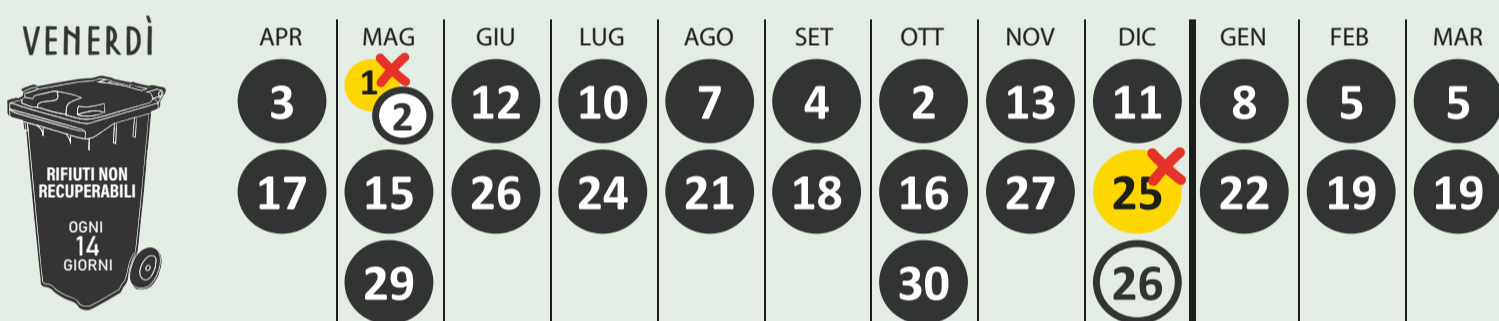 VENERDÌ
APR MAG GIU LUG AGO SET OTT NOV DIC GEN FEB MAR
3 1 2 12 10 7 4 2 13 11 8 5 5
17 15 26 24 21 18 16 27 25 22 19 19
29 30 26
RIFIUTI NON
RECUPERABILI
OGNI
14
GIORNI